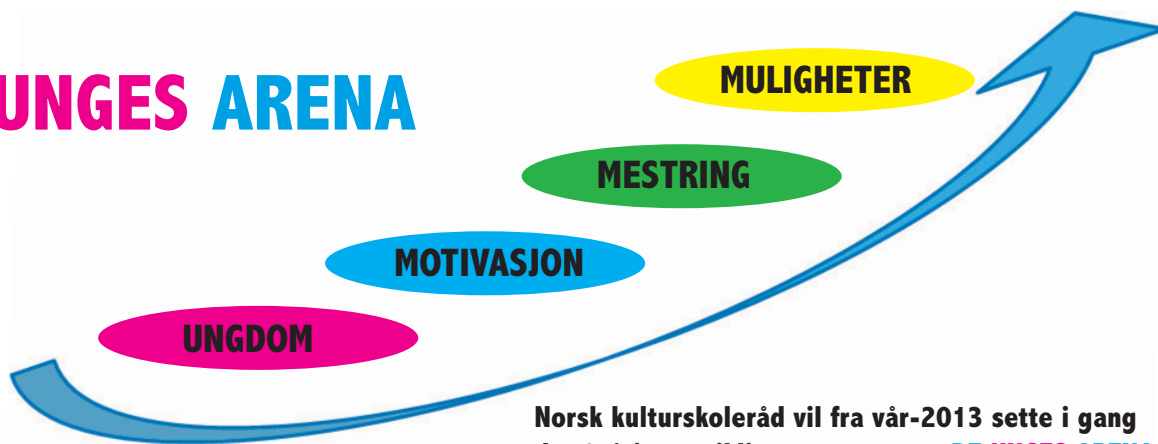 UNGES ARENA
MULIGHETER
MESTRING
MOTIVASJON
UNGDOM
Norsk kulturskoleråd vil fra vår-2013 sette i gang